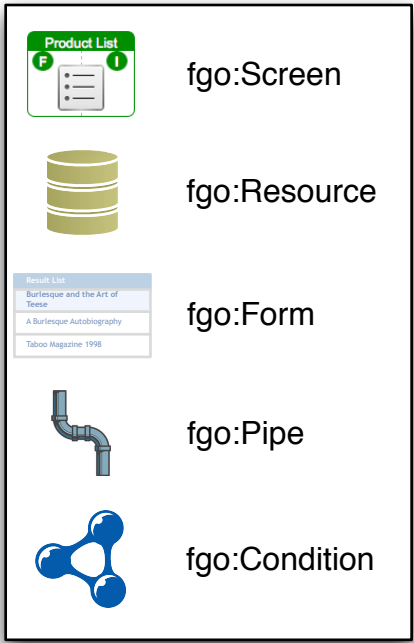 Product List
F I
fgo:Screen
fgo:Resource
Result List
Burlesque and the Art of
Teese
A Burlesque Autobiography
Taboo Magazine 1998
fgo:Form
fgo:Pipe
fgo:Condition